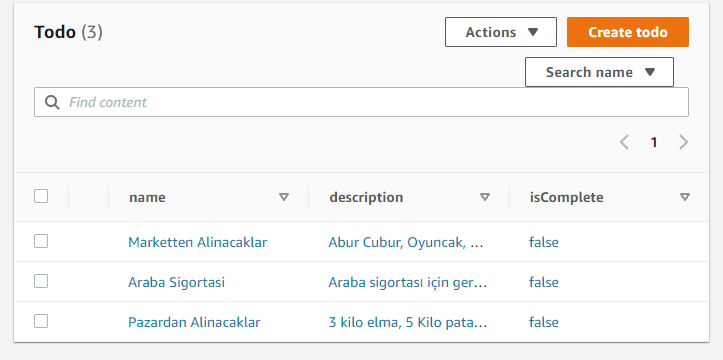 Todo (3) Actions Create todo
Search name
Find content
1
name description isComplete
Marketten Alinacaklar Abur Cubur, Oyuncak, ... false
Araba Sigortasi Araba sigortası için ger... false
Pazardan Alinacaklar 3 kilo elma, 5 Kilo pata... false